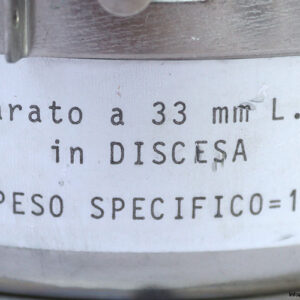 arato a 33 mm L.
in DISCESA
PESO SPECIFICO=1